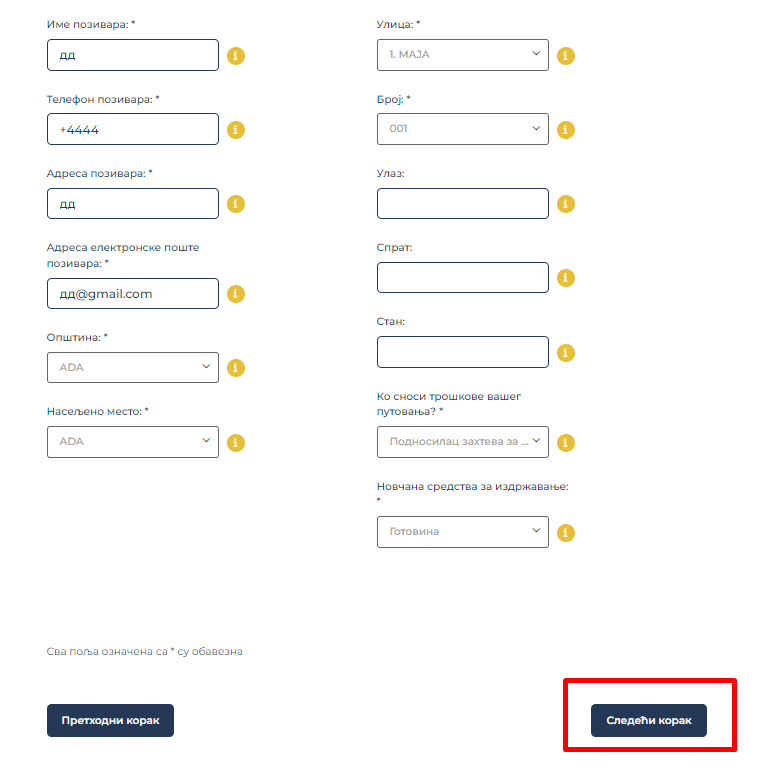 Име позивара: *
дд
Телефон позивара: *
+4444
Адреса позивара: *
дд
Адреса електронске поште
позивара: *
дд@gmail.com
Општина: *
ADA
Насељено место: *
ADA
Улица: *
1. MAJA
Број: *
001
Улаз:
Спрат:
Стан:
Ко сноси трошкове вашег
путовања? *
Подносилац захтева за ...
Новчана средства за издржавање:
*
Готовина
Сва поља означена са * су обавезна
Претходни корак
Следећи корак